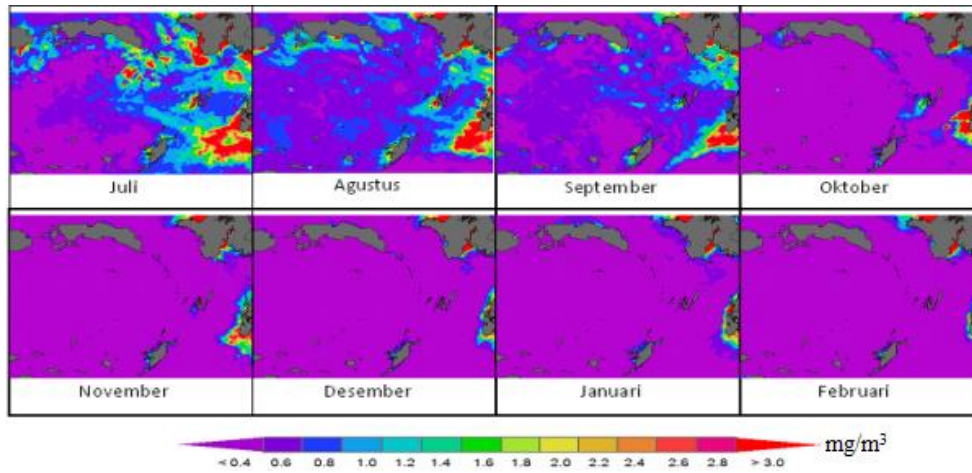 Juli
Agustus
September
Oktober
November
Desember
Januari
Februari
mg/m³
< 0.4 0.6 0.8 1.0 1.2 1.4 1.6 1.8 2.0 2.2 2.4 2.6 2.8 > 3.0